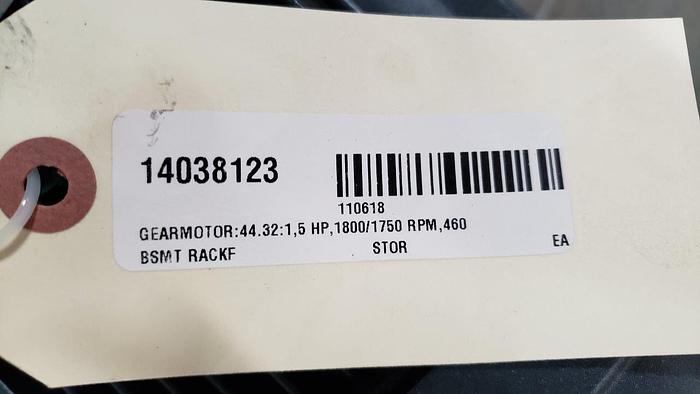 14038123
110618
GEARMOTOR:44.32:1,5 HP,1800/1750 RPM,460
BSMT RACKF STOR EA